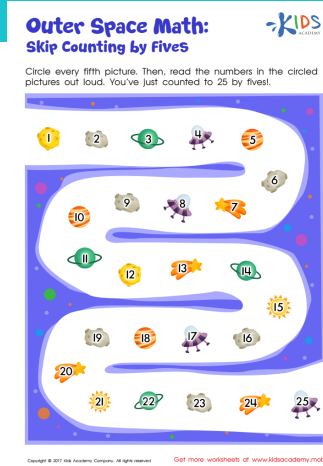 Outer Space Math:
Skip Counting by Fives
KIDS
ACADEMY
Circle every fifth picture. Then, read the numbers in the circled
pictures out loud. You've just counted to 25 by fives!.
1 2 3 4 5
6
10 9 8 7
11 12 13 14
15
19 18 17 16
20
21 22 23 24 25
Copyright © 2017 Kids Academy Company. All rights reserved
Get more worksheets at www.kidsacademy.mobi